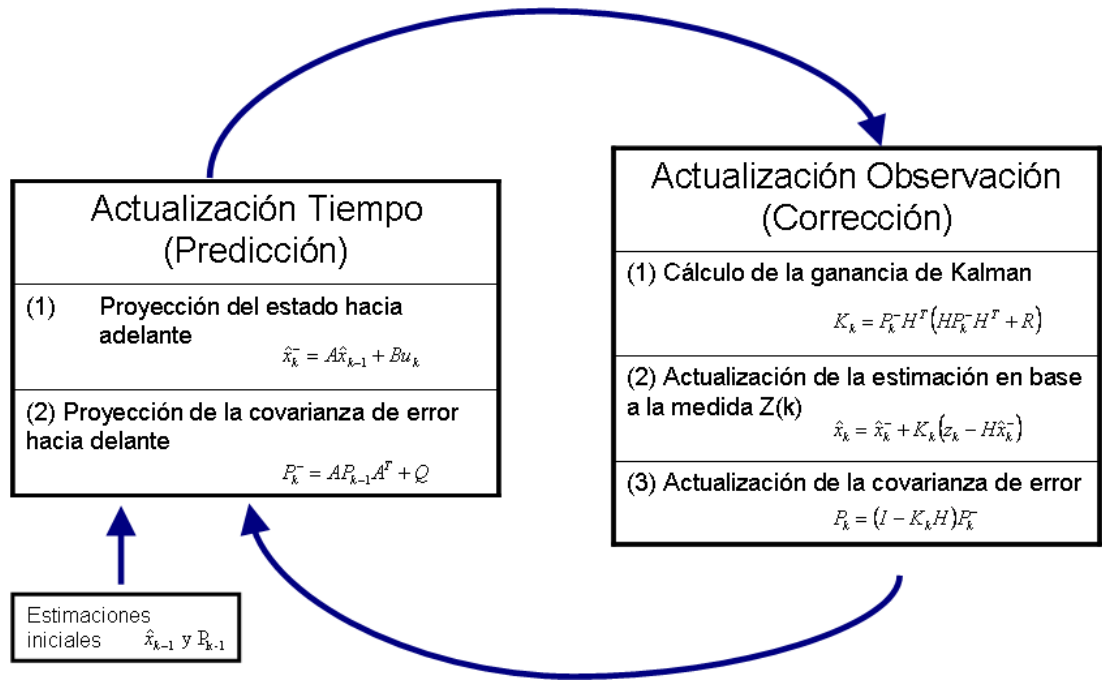 Actualización Tiempo
(Predicción)
(1) Proyección del estado hacia
adelante
x̂ₖ⁻ = Ax̂ₖ₋₁ + Buₖ
(2) Proyección de la covarianza de error
hacia delante
Pₖ⁻ = APₖ₋₁Aᵀ + Q
Estimaciones
iniciales x̂ₖ₋₁ y Pₖ₋₁
Actualización Observación
(Corrección)
(1) Cálculo de la ganancia de Kalman
Kₖ = Pₖ⁻Hᵀ(HPₖ⁻Hᵀ + R)
(2) Actualización de la estimación en base
a la medida Z(k)
x̂ₖ = x̂ₖ⁻ + Kₖ(zₖ − Hx̂ₖ⁻)
(3) Actualización de la covarianza de error
Pₖ = (I − KₖH)Pₖ⁻